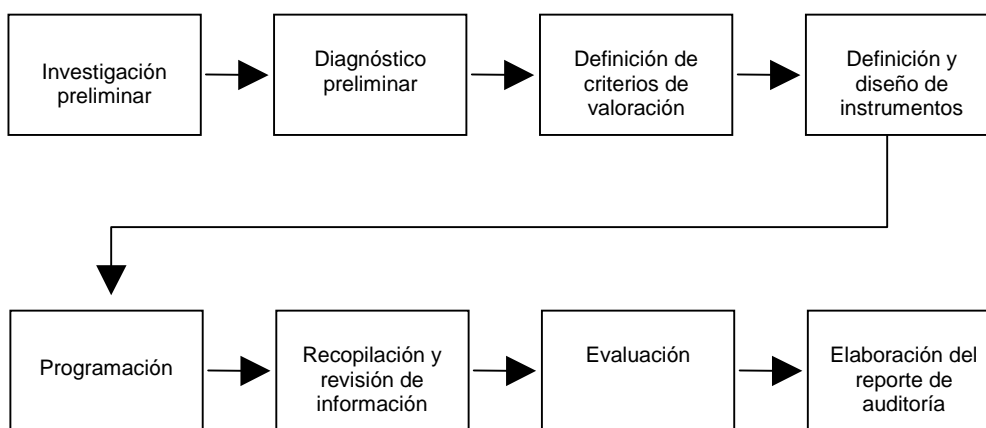 Investigación
preliminar
Diagnóstico
preliminar
Definición de
criterios de
valoración
Definición y
diseño de
instrumentos
Programación
Recopilación y
revisión de
información
Evaluación
Elaboración del
reporte de
auditoría